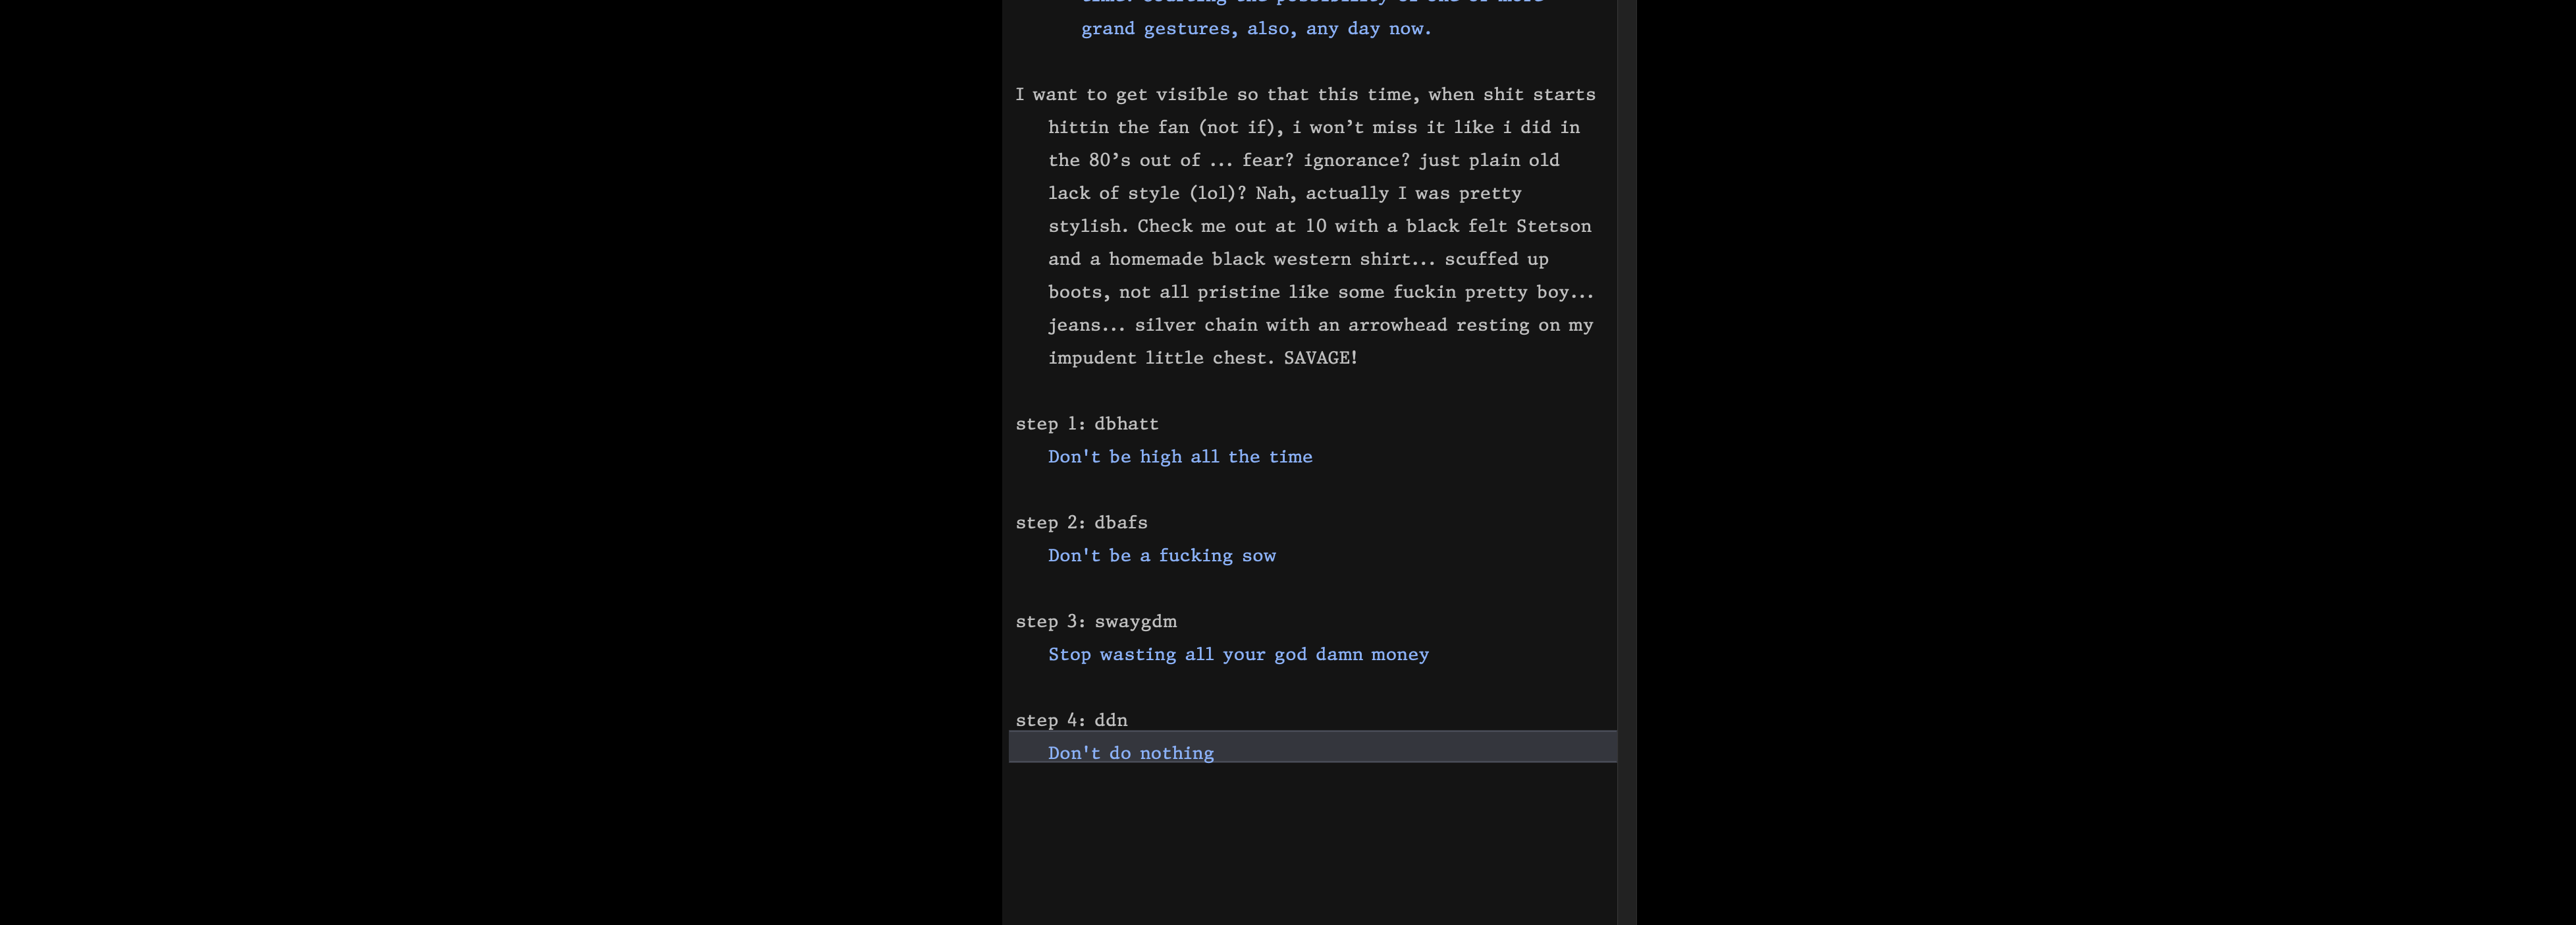 grand gestures, also, any day now.
I want to get visible so that this time, when shit starts
hittin the fan (not if), i won’t miss it like i did in
the 80’s out of … fear? ignorance? just plain old
lack of style (lol)? Nah, actually I was pretty
stylish. Check me out at 10 with a black felt Stetson
and a homemade black western shirt… scuffed up
boots, not all pristine like some fuckin pretty boy…
jeans… silver chain with an arrowhead resting on my
impudent little chest. SAVAGE!
step 1: dbhatt
Don't be high all the time
step 2: dbafs
Don't be a fucking sow
step 3: swaygdm
Stop wasting all your god damn money
step 4: ddn
Don't do nothing